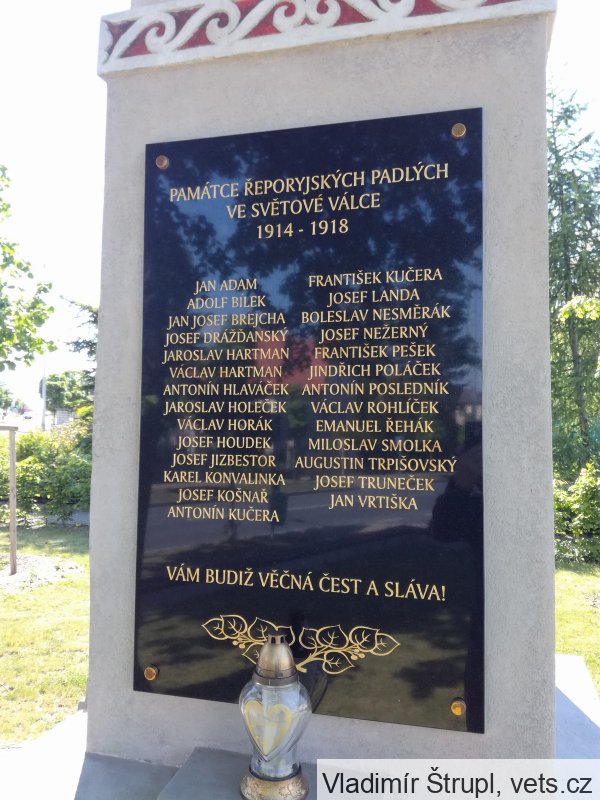 PAMÁTCE ŘEPORYJSKÝCH PADLÝCH
VE SVĚTOVÉ VÁLCE
1914 - 1918
JAN ADAM
ADOLF BÍLEK
JAN JOSEF BREJCHA
JOSEF DRÁŽĎANSKÝ
JAROSLAV HARTMAN
VÁCLAV HARTMAN
ANTONÍN HLAVÁČEK
JAROSLAV HOLEČEK
VÁCLAV HORÁK
JOSEF HOUDEK
JOSEF JIZBESTOR
KAREL KONVALINKA
JOSEF KOŠNAŘ
ANTONÍN KUČERA
FRANTIŠEK KUČERA
JOSEF LANDA
BOLESLAV NESMĚRÁK
JOSEF NEŽERNÝ
FRANTIŠEK PEŠEK
JINDŘICH POLÁČEK
ANTONÍN POSLEDNÍK
VÁCLAV ROHLÍČEK
EMANUEL ŘEHÁK
MILOSLAV SMOLKA
AUGUSTIN TRPIŠOVSKÝ
JOSEF TRUNEČEK
JAN VRTIŠKA
VÁM BUDIŽ VĚČNÁ ČEST A SLÁVA!
Vladimír Štrupl, vets.cz